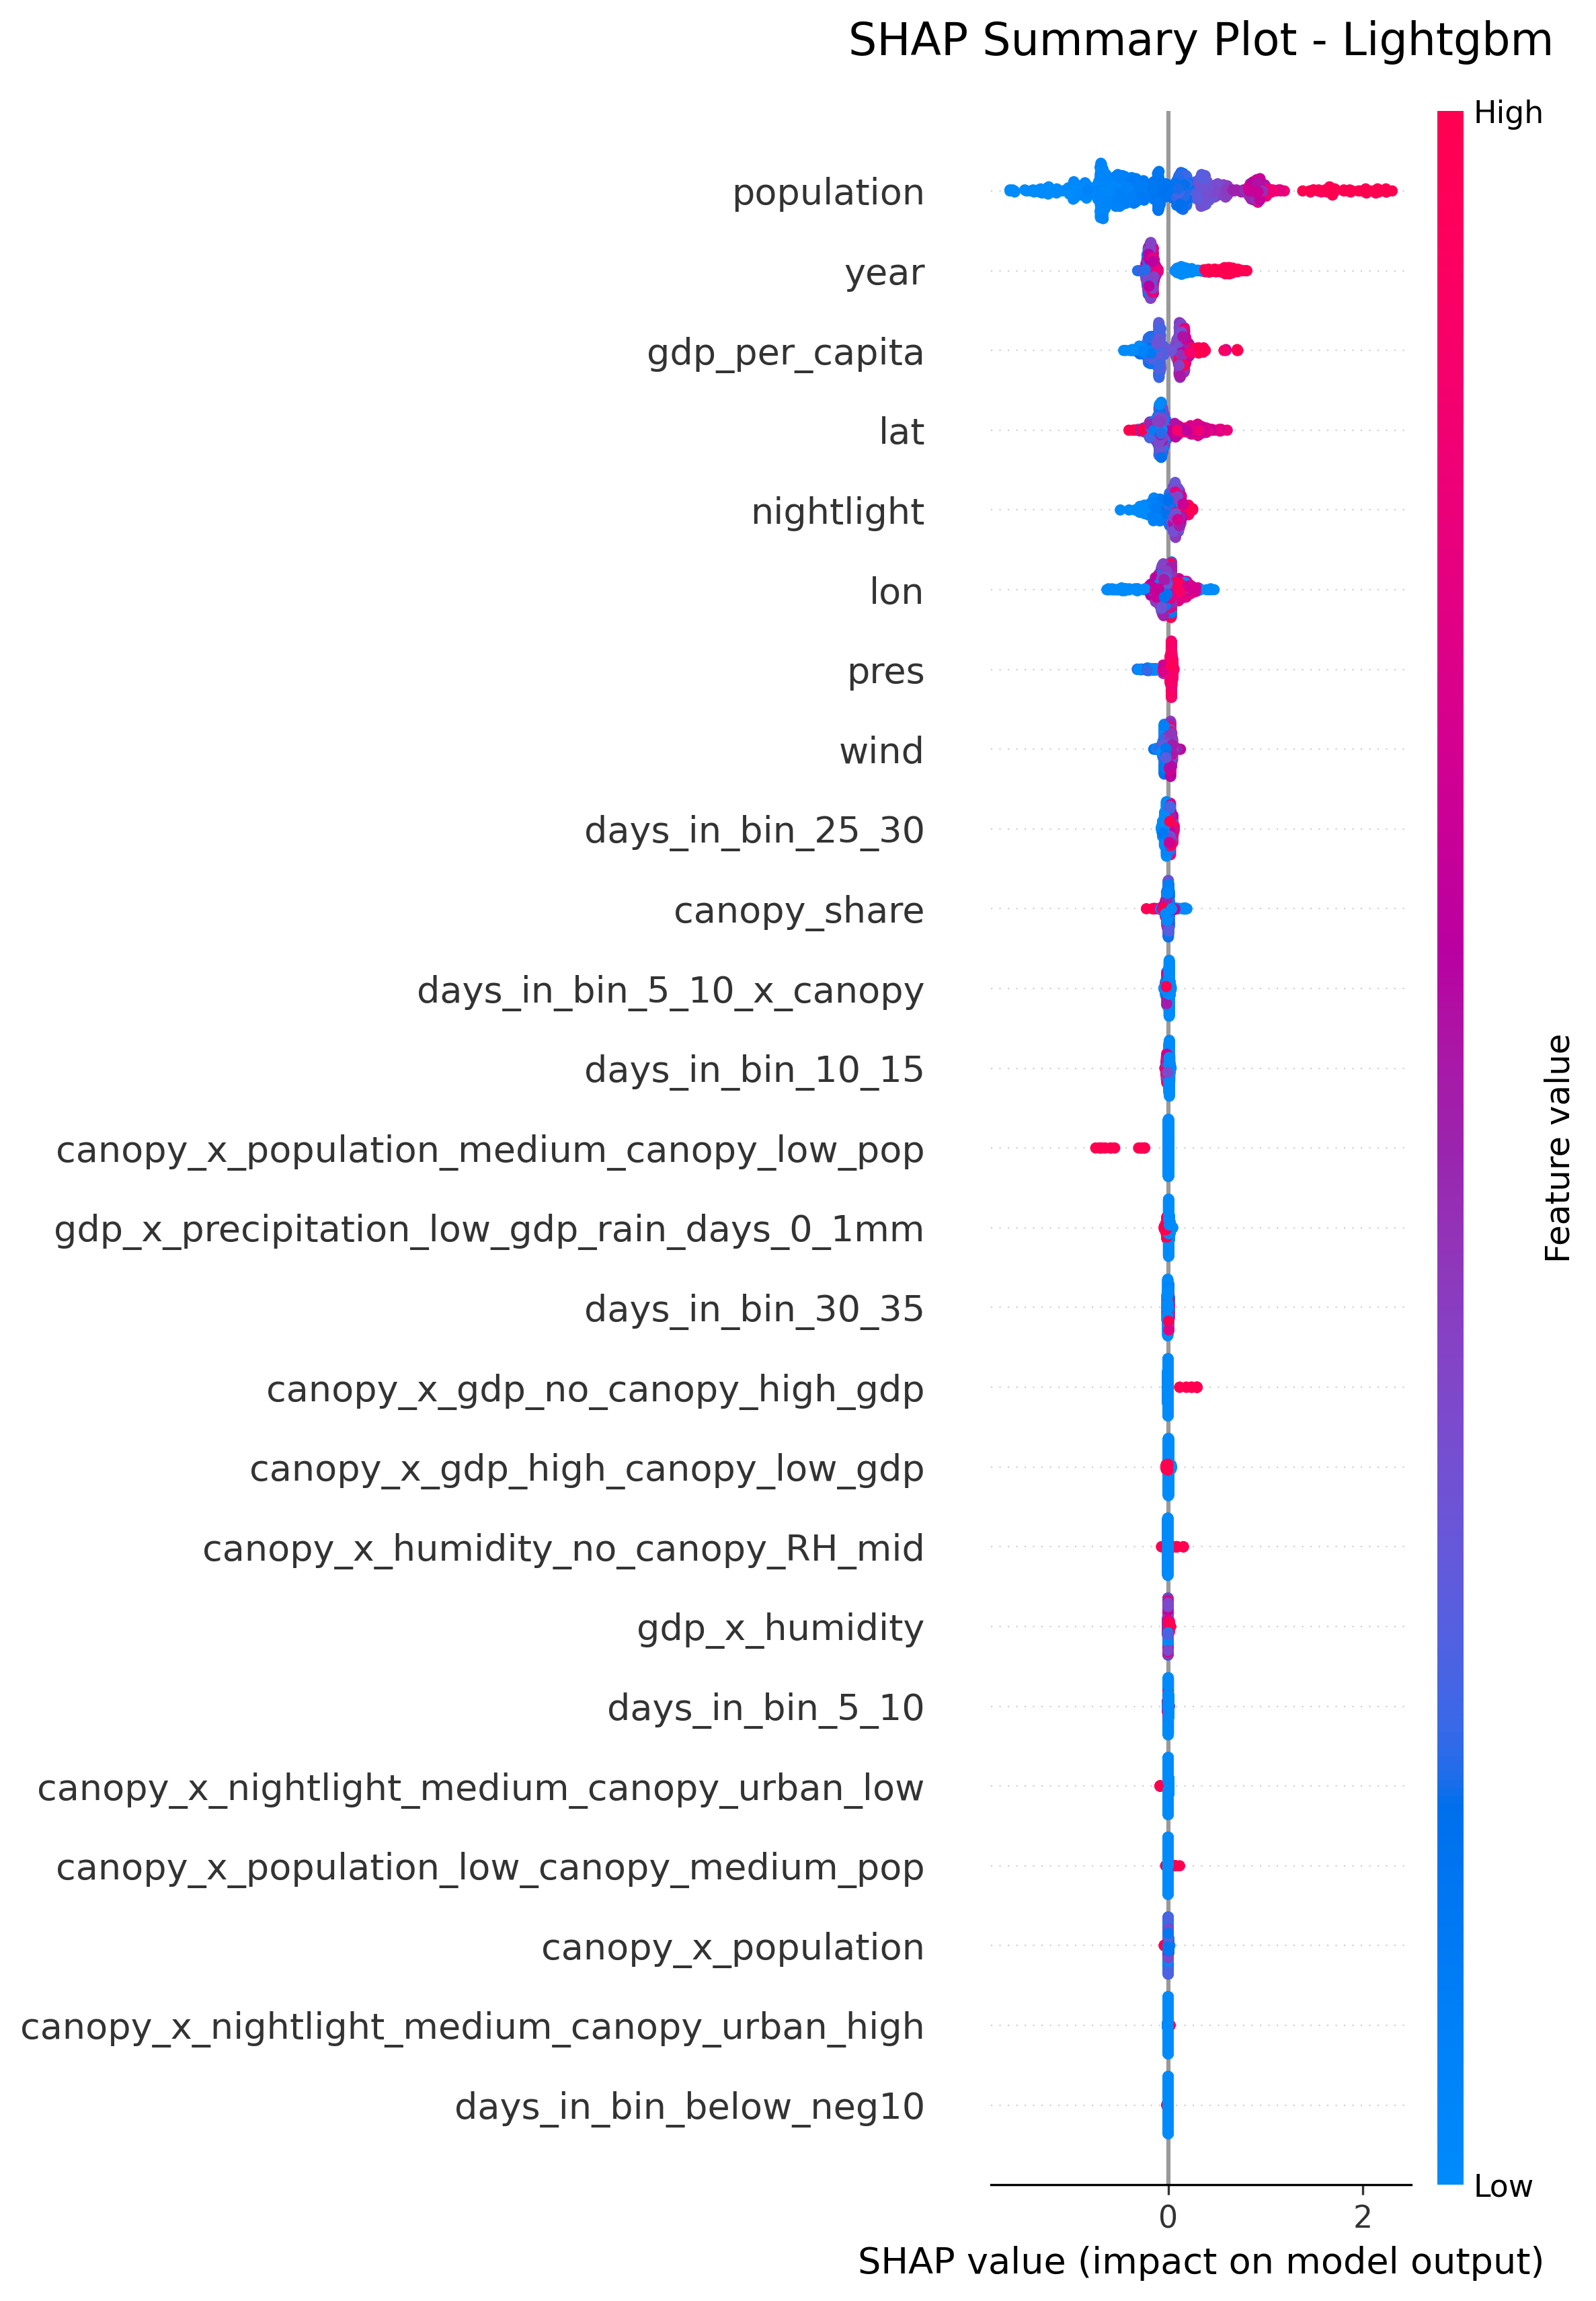 SHAP Summary Plot - Lightgbm
High
population
year
gdp_per_capita
lat
nightlight
lon
pres
wind
days_in_bin_25_30
canopy_share
days_in_bin_5_10_x_canopy
days_in_bin_10_15
canopy_x_population_medium_canopy_low_pop
gdp_x_precipitation_low_gdp_rain_days_0_1mm
days_in_bin_30_35
canopy_x_gdp_no_canopy_high_gdp
canopy_x_gdp_high_canopy_low_gdp
canopy_x_humidity_no_canopy_RH_mid
gdp_x_humidity
days_in_bin_5_10
canopy_x_nightlight_medium_canopy_urban_low
canopy_x_population_low_canopy_medium_pop
canopy_x_population
canopy_x_nightlight_medium_canopy_urban_high
days_in_bin_below_neg10
Feature value
Low
0 2
SHAP value (impact on model output)